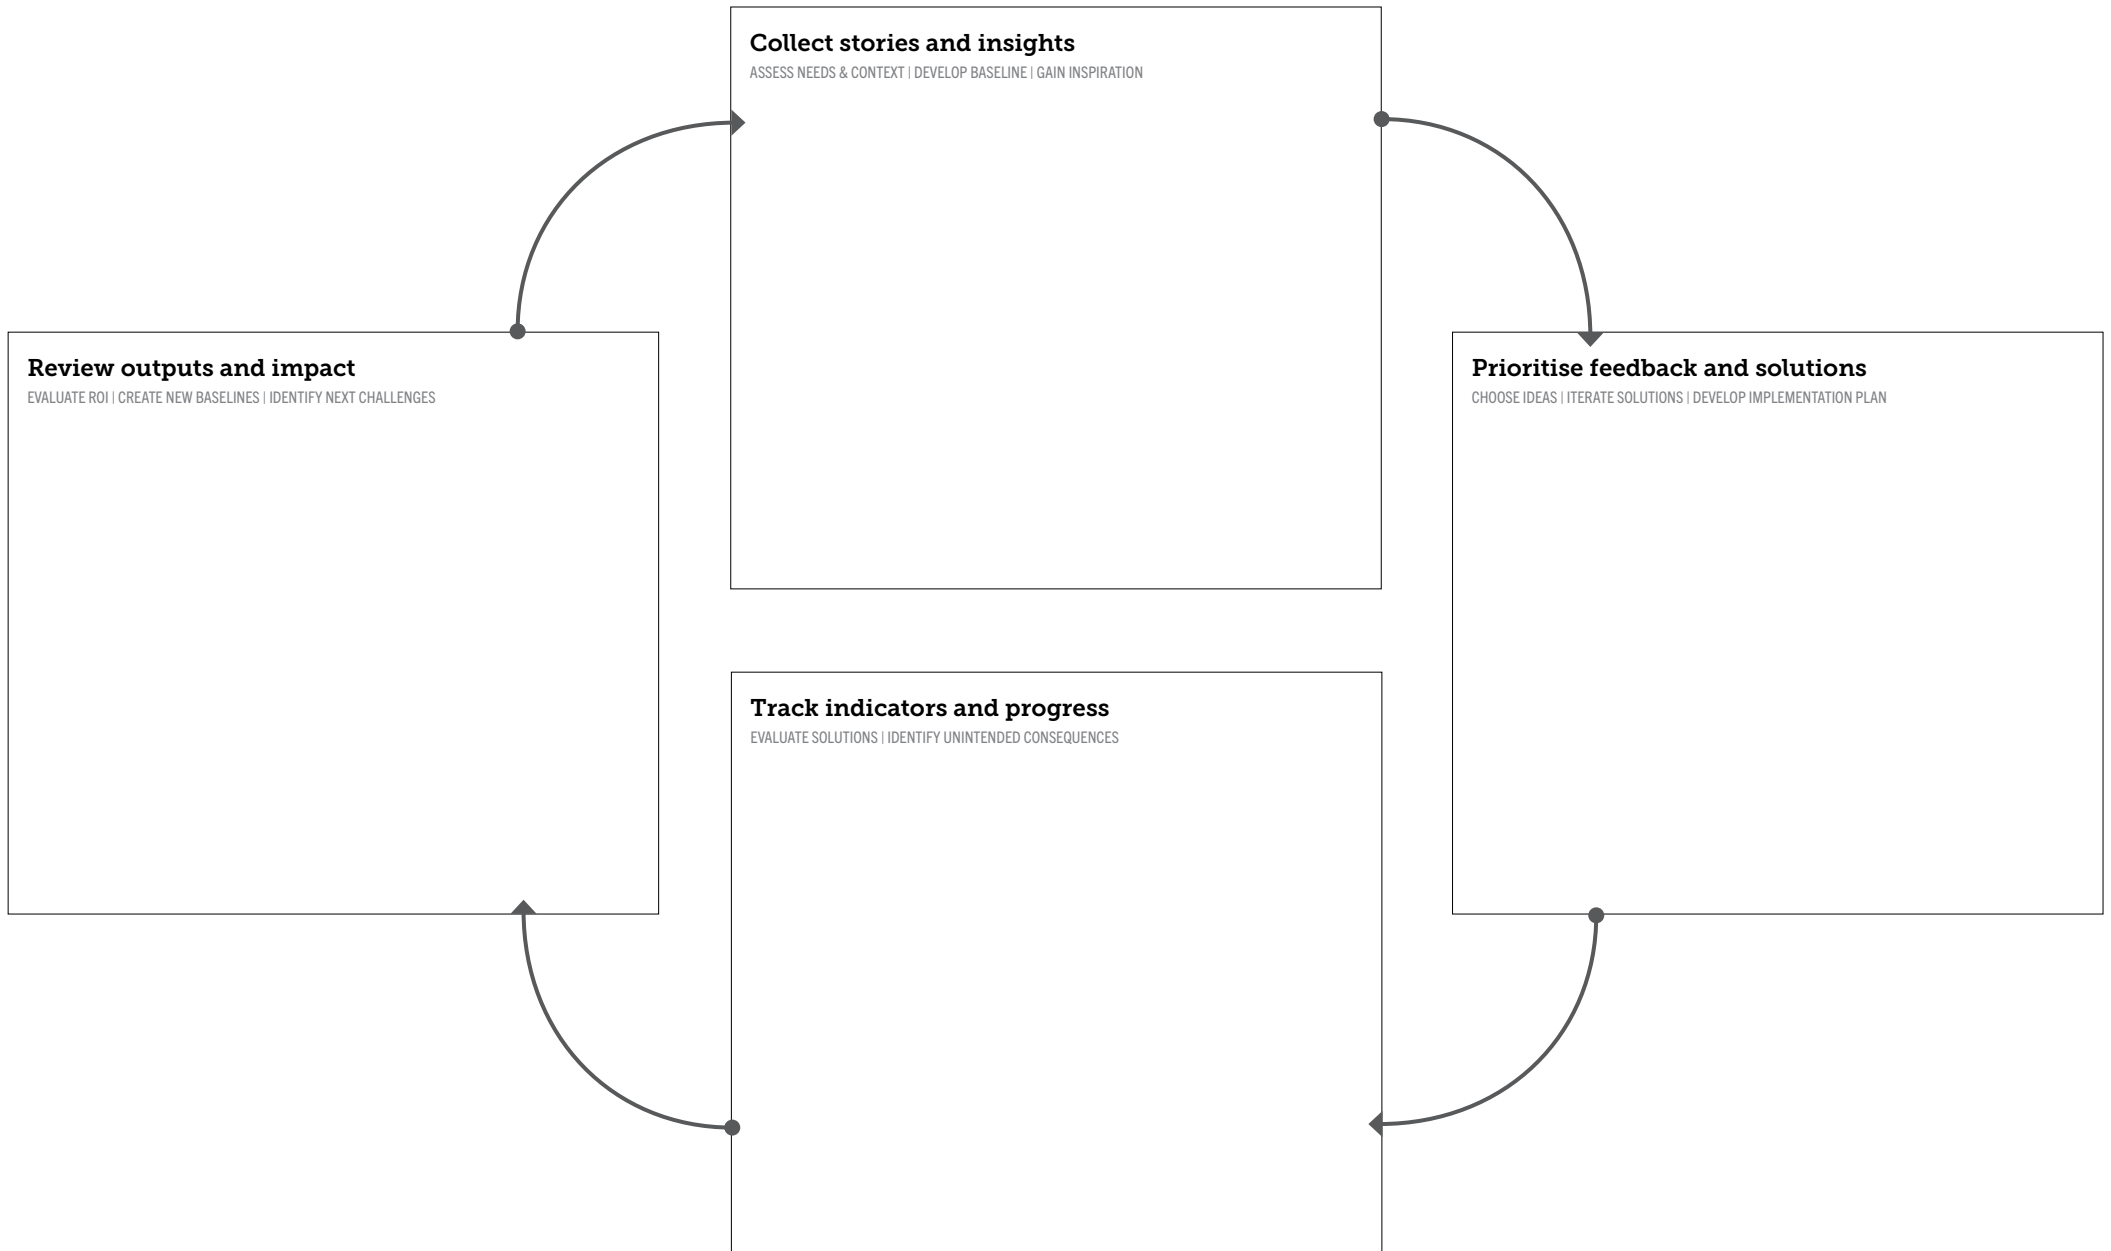 Collect stories and insights
ASSESS NEEDS & CONTEXT | DEVELOP BASELINE | GAIN INSPIRATION
Review outputs and impact
EVALUATE ROI | CREATE NEW BASELINES | IDENTIFY NEXT CHALLENGES
Prioritise feedback and solutions
CHOOSE IDEAS | ITERATE SOLUTIONS | DEVELOP IMPLEMENTATION PLAN
Track indicators and progress
EVALUATE SOLUTIONS | IDENTIFY UNINTENDED CONSEQUENCES